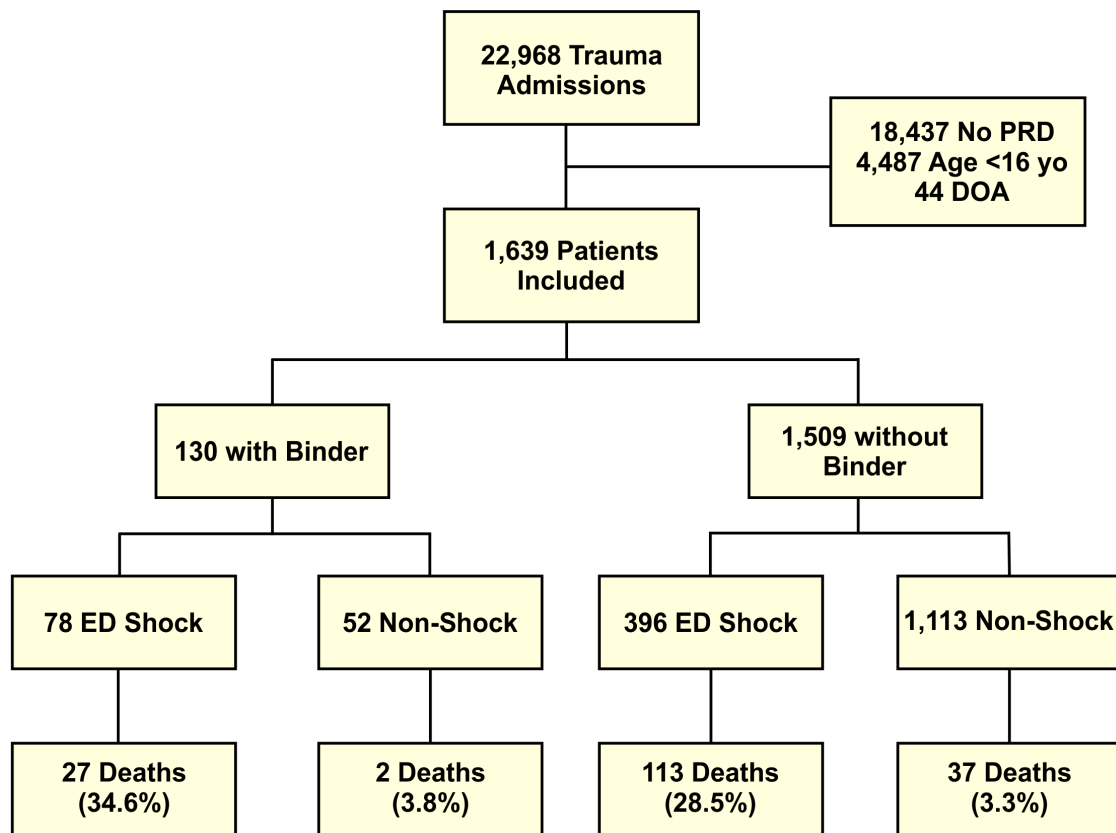 22,968 Trauma
Admissions
18,437 No PRD
4,487 Age <16 yo
44 DOA
1,639 Patients
Included
130 with Binder
1,509 without
Binder
78 ED Shock
52 Non-Shock
396 ED Shock
1,113 Non-Shock
27 Deaths
(34.6%)
2 Deaths
(3.8%)
113 Deaths
(28.5%)
37 Deaths
(3.3%)